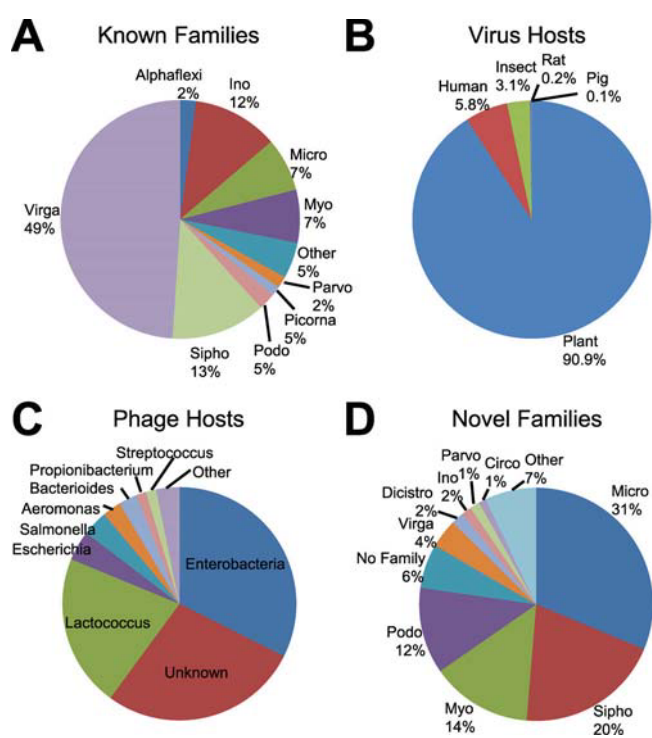 A
Known Families
Alphaflexi
2%
Ino
12%
Micro
7%
Myo
7%
Other
5%
Parvo
2%
Picorna
5%
Podo
5%
Sipho
13%
Virga
49%
B
Virus Hosts
Human
5.8%
Insect
3.1%
Rat
0.2%
Pig
0.1%
Plant
90.9%
C
Phage Hosts
Streptococcus
Propionibacterium
Other
Bacterioides
Aeromonas
Salmonella
Escherichia
Enterobacteria
Lactococcus
Unknown
D
Novel Families
Parvo
1%
Circo
1%
Other
7%
Ino
2%
Dicistro
2%
Virga
4%
No Family
6%
Podo
12%
Myo
14%
Sipho
20%
Micro
31%